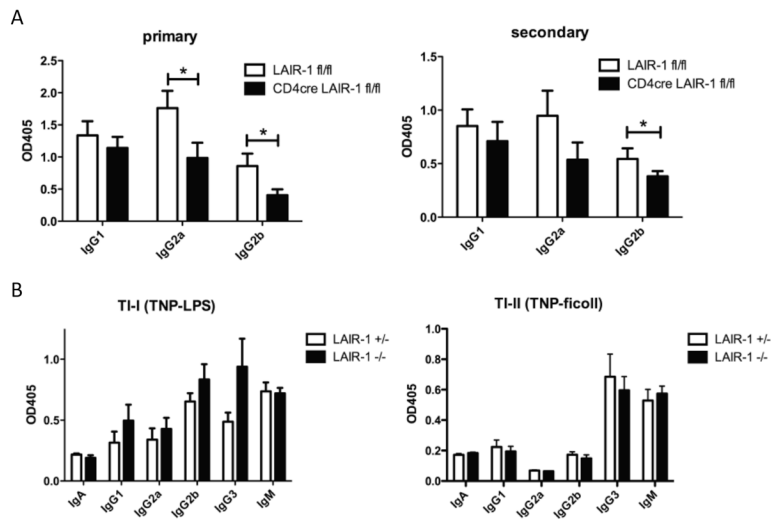 A
primary
secondary
OD405
2.5
2.0
1.5
1.0
0.5
0.0
*
*
LAIR-1 fl/fl
CD4cre LAIR-1 fl/fl
IgG1
IgG2a
IgG2b
OD405
1.5
1.0
0.5
0.0
*
LAIR-1 fl/fl
CD4cre LAIR-1 fl/fl
IgG1
IgG2a
IgG2b
B
TI-I (TNP-LPS)
TI-II (TNP-ficoll)
OD405
1.0
0.5
0.0
LAIR-1 +/-
LAIR-1 -/-
IgA
IgG1
IgG2a
IgG2b
IgG3
IgM
OD405
1.0
0.8
0.6
0.4
0.2
0.0
LAIR-1 +/-
LAIR-1 -/-
IgA
IgG1
IgG2a
IgG2b
IgG3
IgM